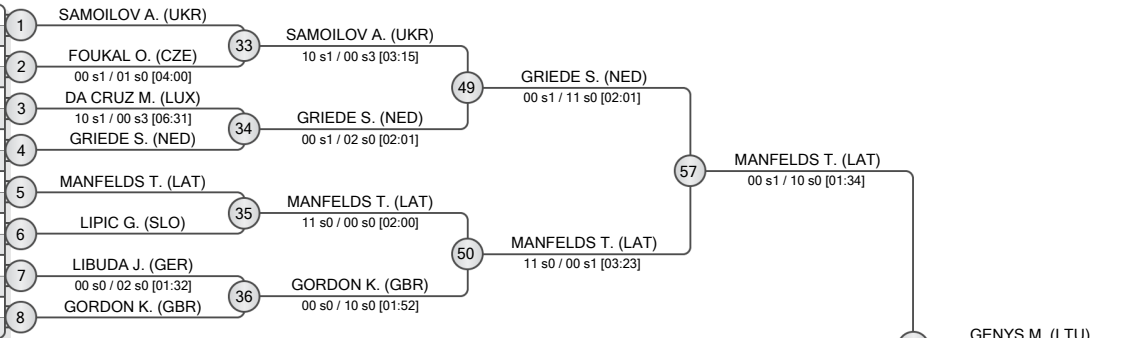 1
SAMOILOV A. (UKR)
2
FOUKAL O. (CZE)
00 s1 / 01 s0 [04:00]
3
DA CRUZ M. (LUX)
10 s1 / 00 s3 [06:31]
4
GRIEDE S. (NED)
5
MANFELDS T. (LAT)
6
LIPIC G. (SLO)
7
LIBUDA J. (GER)
00 s0 / 02 s0 [01:32]
8
GORDON K. (GBR)
33
SAMOILOV A. (UKR)
10 s1 / 00 s3 [03:15]
34
GRIEDE S. (NED)
00 s1 / 02 s0 [02:01]
35
MANFELDS T. (LAT)
11 s0 / 00 s0 [02:00]
36
GORDON K. (GBR)
00 s0 / 10 s0 [01:52]
49
GRIEDE S. (NED)
00 s1 / 11 s0 [02:01]
50
MANFELDS T. (LAT)
11 s0 / 00 s1 [03:23]
57
MANFELDS T. (LAT)
00 s1 / 10 s0 [01:34]
GENYS M. (LTU)